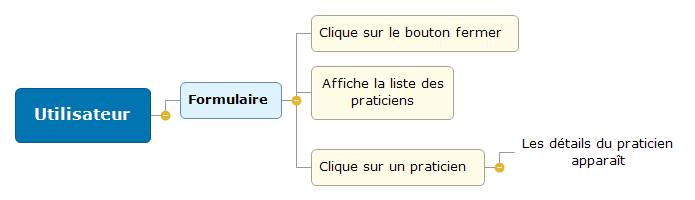 Utilisateur
Formulaire
Clique sur le bouton fermer
Affiche la liste des
praticiens
Clique sur un praticien
Les détails du praticien
apparaît